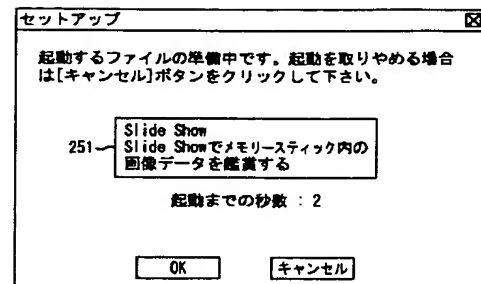 セットアップ
起動するファイルの準備中です。起動を取りやめる場合
は[キャンセル]ボタンをクリックして下さい。
251
Slide Show
Slide Showでメモリースティック内の
画像データを鑑賞する
起動までの秒数 : 2
OK キャンセル